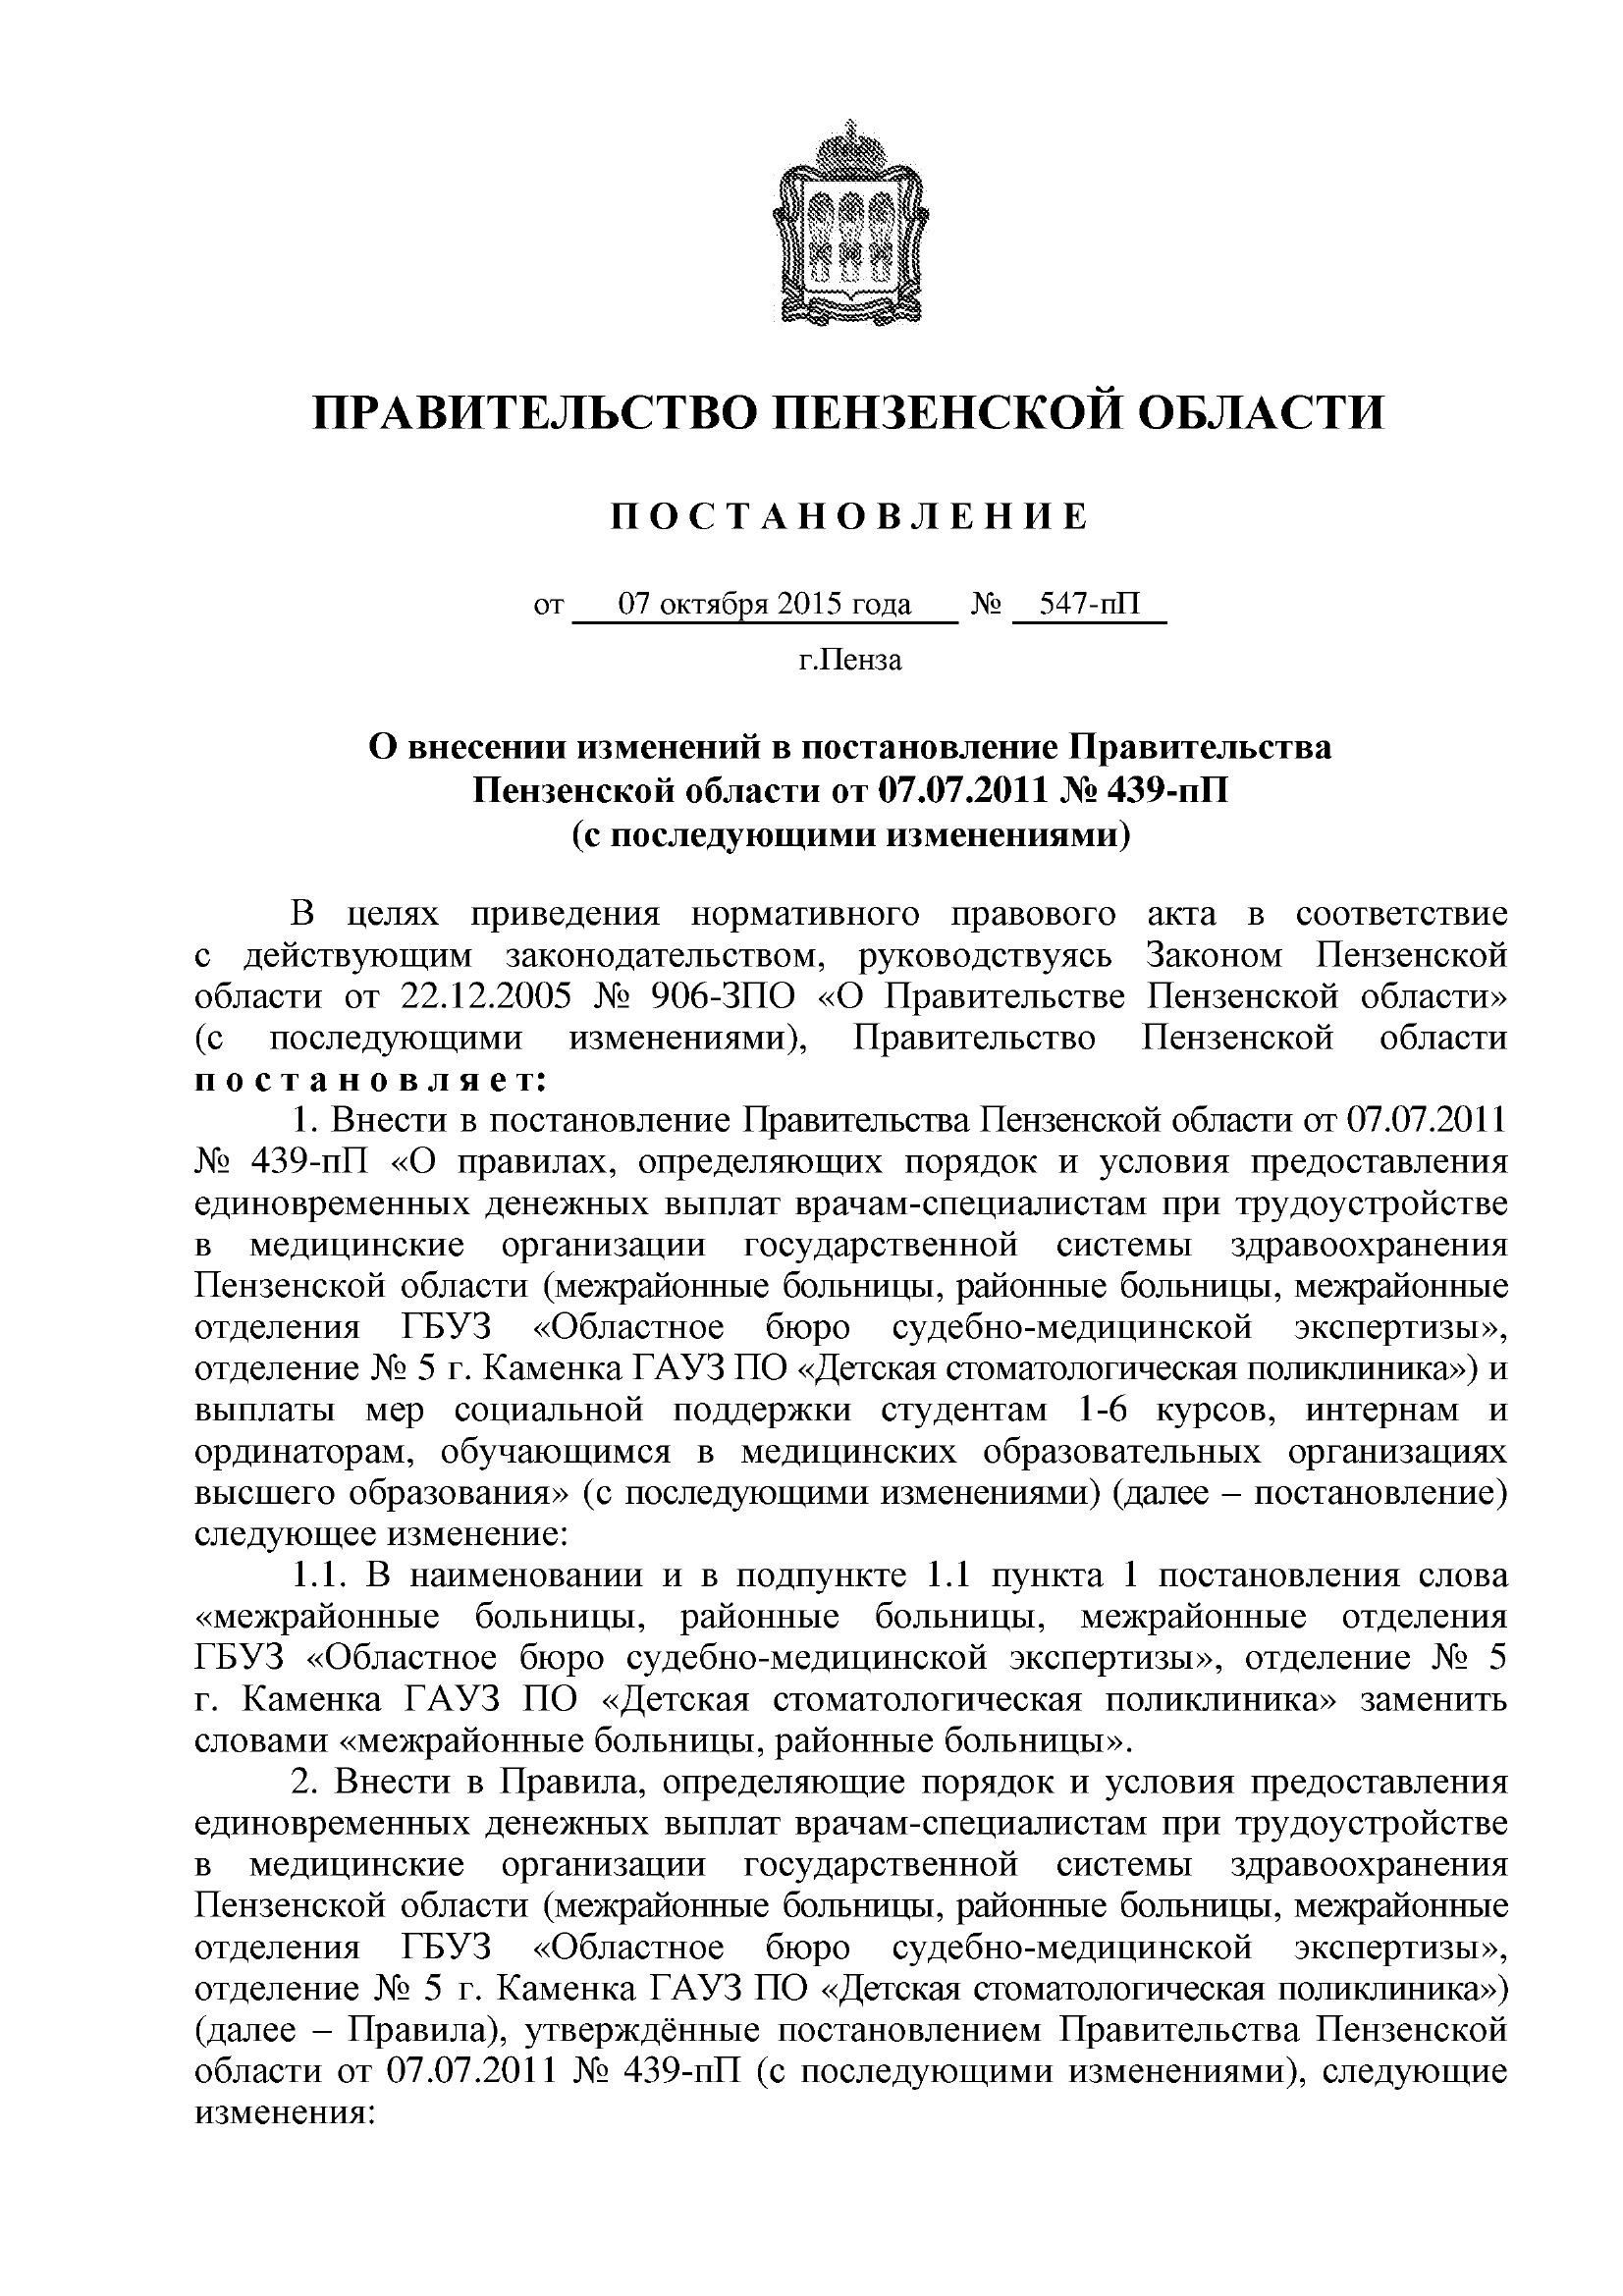 ПРАВИТЕЛЬСТВО ПЕНЗЕНСКОЙ ОБЛАСТИ
П О С Т А Н О В Л Е Н И Е
от 07 октября 2015 года № 547-пП
г.Пенза
О внесении изменений в постановление Правительства
Пензенской области от 07.07.2011 № 439-пП
(с последующими изменениями)
В целях приведения нормативного правового акта в соответствие
с действующим законодательством, руководствуясь Законом Пензенской
области от 22.12.2005 № 906-ЗПО «О Правительстве Пензенской области»
(с последующими изменениями), Правительство Пензенской области
п о с т а н о в л я е т:
1. Внести в постановление Правительства Пензенской области от 07.07.2011
№ 439-пП «О правилах, определяющих порядок и условия предоставления
единовременных денежных выплат врачам-специалистам при трудоустройстве
в медицинские организации государственной системы здравоохранения
Пензенской области (межрайонные больницы, районные больницы, межрайонные
отделения ГБУЗ «Областное бюро судебно-медицинской экспертизы»,
отделение № 5 г. Каменка ГАУЗ ПО «Детская стоматологическая поликлиника») и
выплаты мер социальной поддержки студентам 1-6 курсов, интернам и
ординаторам, обучающимся в медицинских образовательных организациях
высшего образования» (с последующими изменениями) (далее – постановление)
следующее изменение:
1.1. В наименовании и в подпункте 1.1 пункта 1 постановления слова
«межрайонные больницы, районные больницы, межрайонные отделения
ГБУЗ «Областное бюро судебно-медицинской экспертизы», отделение № 5
г. Каменка ГАУЗ ПО «Детская стоматологическая поликлиника» заменить
словами «межрайонные больницы, районные больницы».
2. Внести в Правила, определяющие порядок и условия предоставления
единовременных денежных выплат врачам-специалистам при трудоустройстве
в медицинские организации государственной системы здравоохранения
Пензенской области (межрайонные больницы, районные больницы, межрайонные
отделения ГБУЗ «Областное бюро судебно-медицинской экспертизы»,
отделение № 5 г. Каменка ГАУЗ ПО «Детская стоматологическая поликлиника»)
(далее – Правила), утверждённые постановлением Правительства Пензенской
области от 07.07.2011 № 439-пП (с последующими изменениями), следующие
изменения: